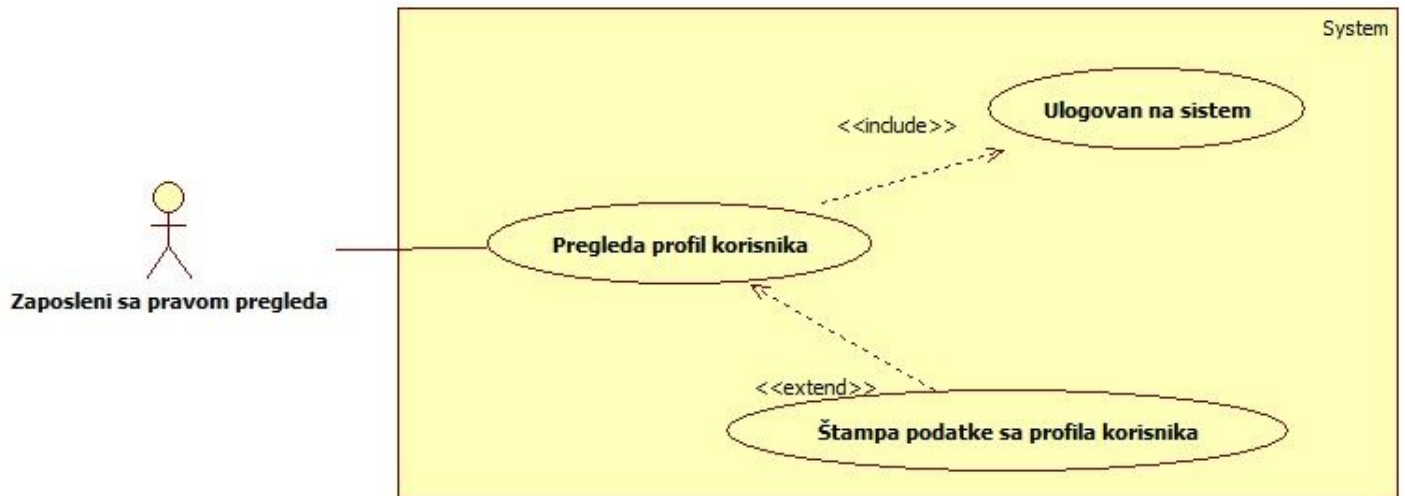 System
Ulogovan na sistem
<<include>>
Pregleda profil korisnika
Zaposleni sa pravom pregleda
<<extend>>
Štampa podatke sa profila korisnika